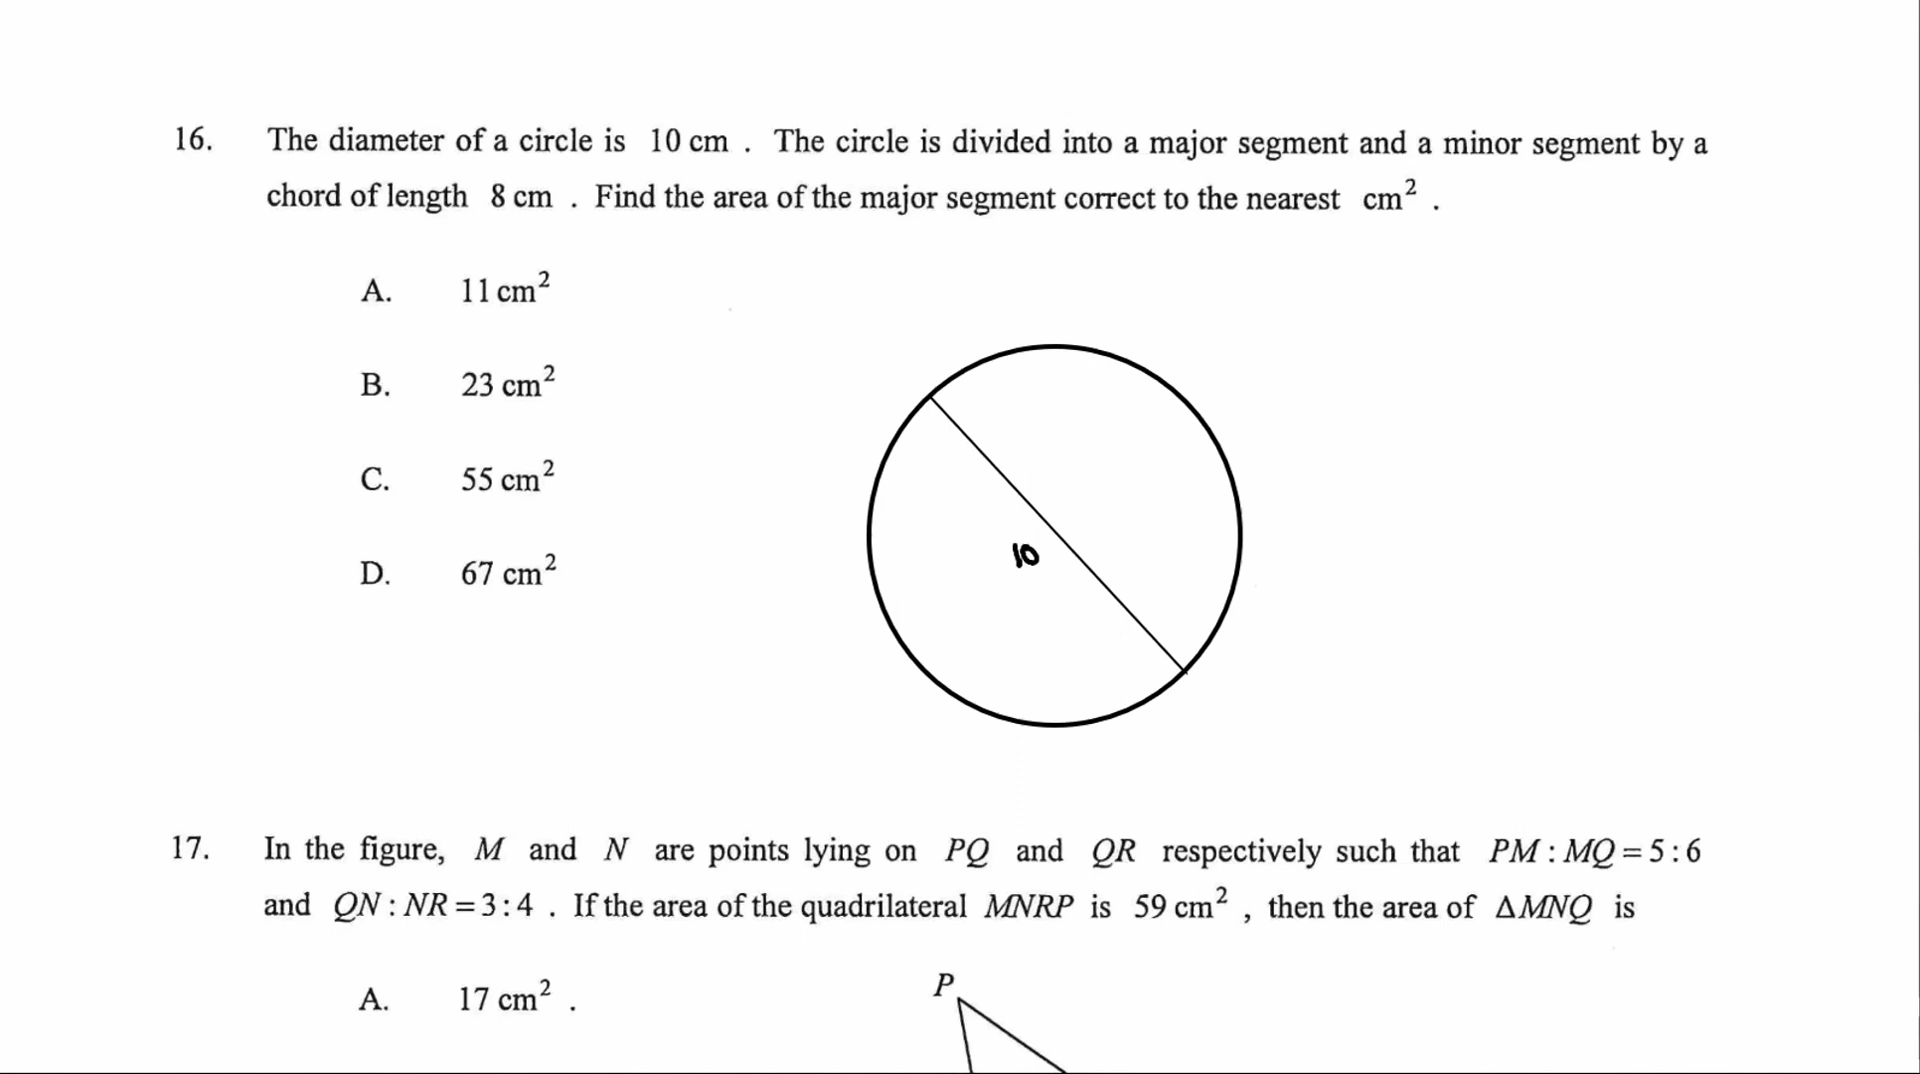 16. The diameter of a circle is 10 cm . The circle is divided into a major segment and a minor segment by a
chord of length 8 cm . Find the area of the major segment correct to the nearest cm² .
A. 11 cm²
B. 23 cm²
C. 55 cm²
D. 67 cm²
10
17. In the figure, M and N are points lying on PQ and QR respectively such that PM : MQ = 5 : 6
and QN : NR = 3 : 4 . If the area of the quadrilateral MNRP is 59 cm² , then the area of ΔMNQ is
P
A. 17 cm² .